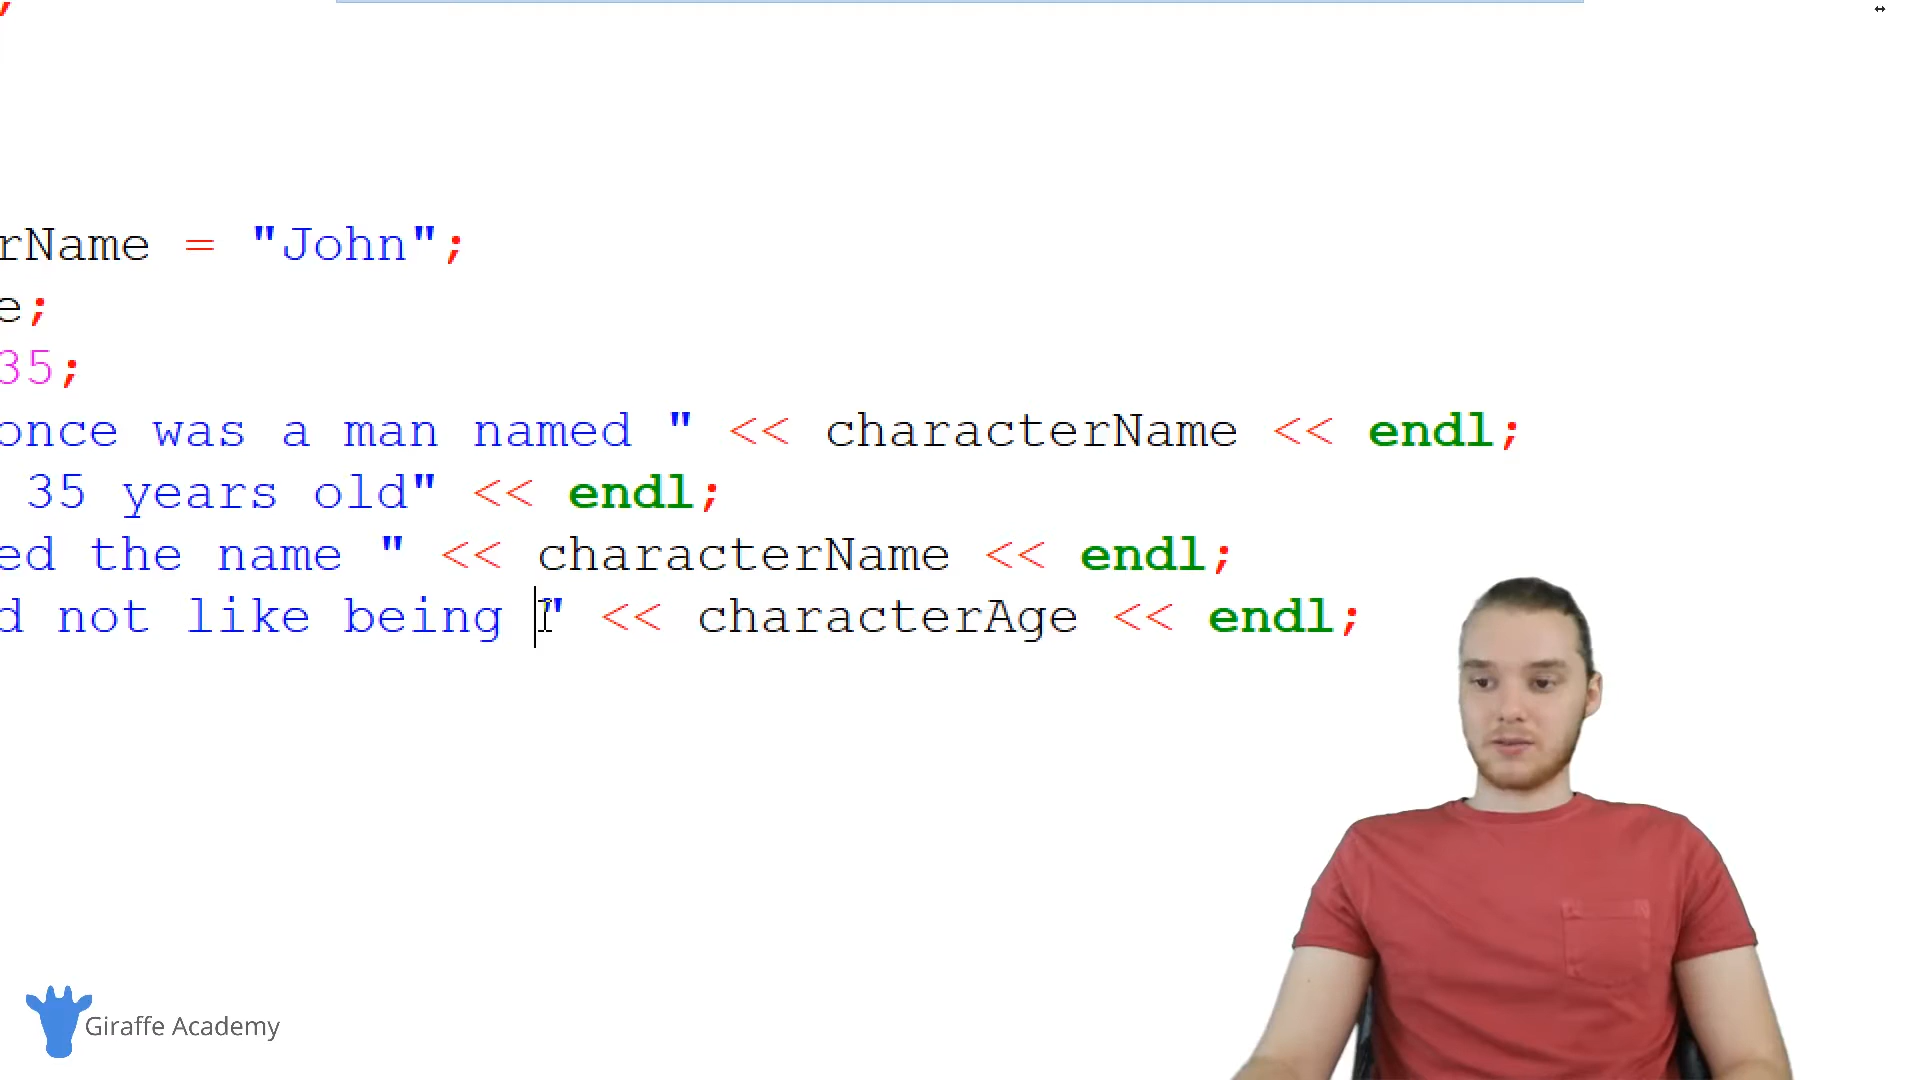 rName = "John";
e;
35;
once was a man named " << characterName << endl;
35 years old" << endl;
ed the name " << characterName << endl;
d not like being " << characterAge << endl;
Giraffe Academy